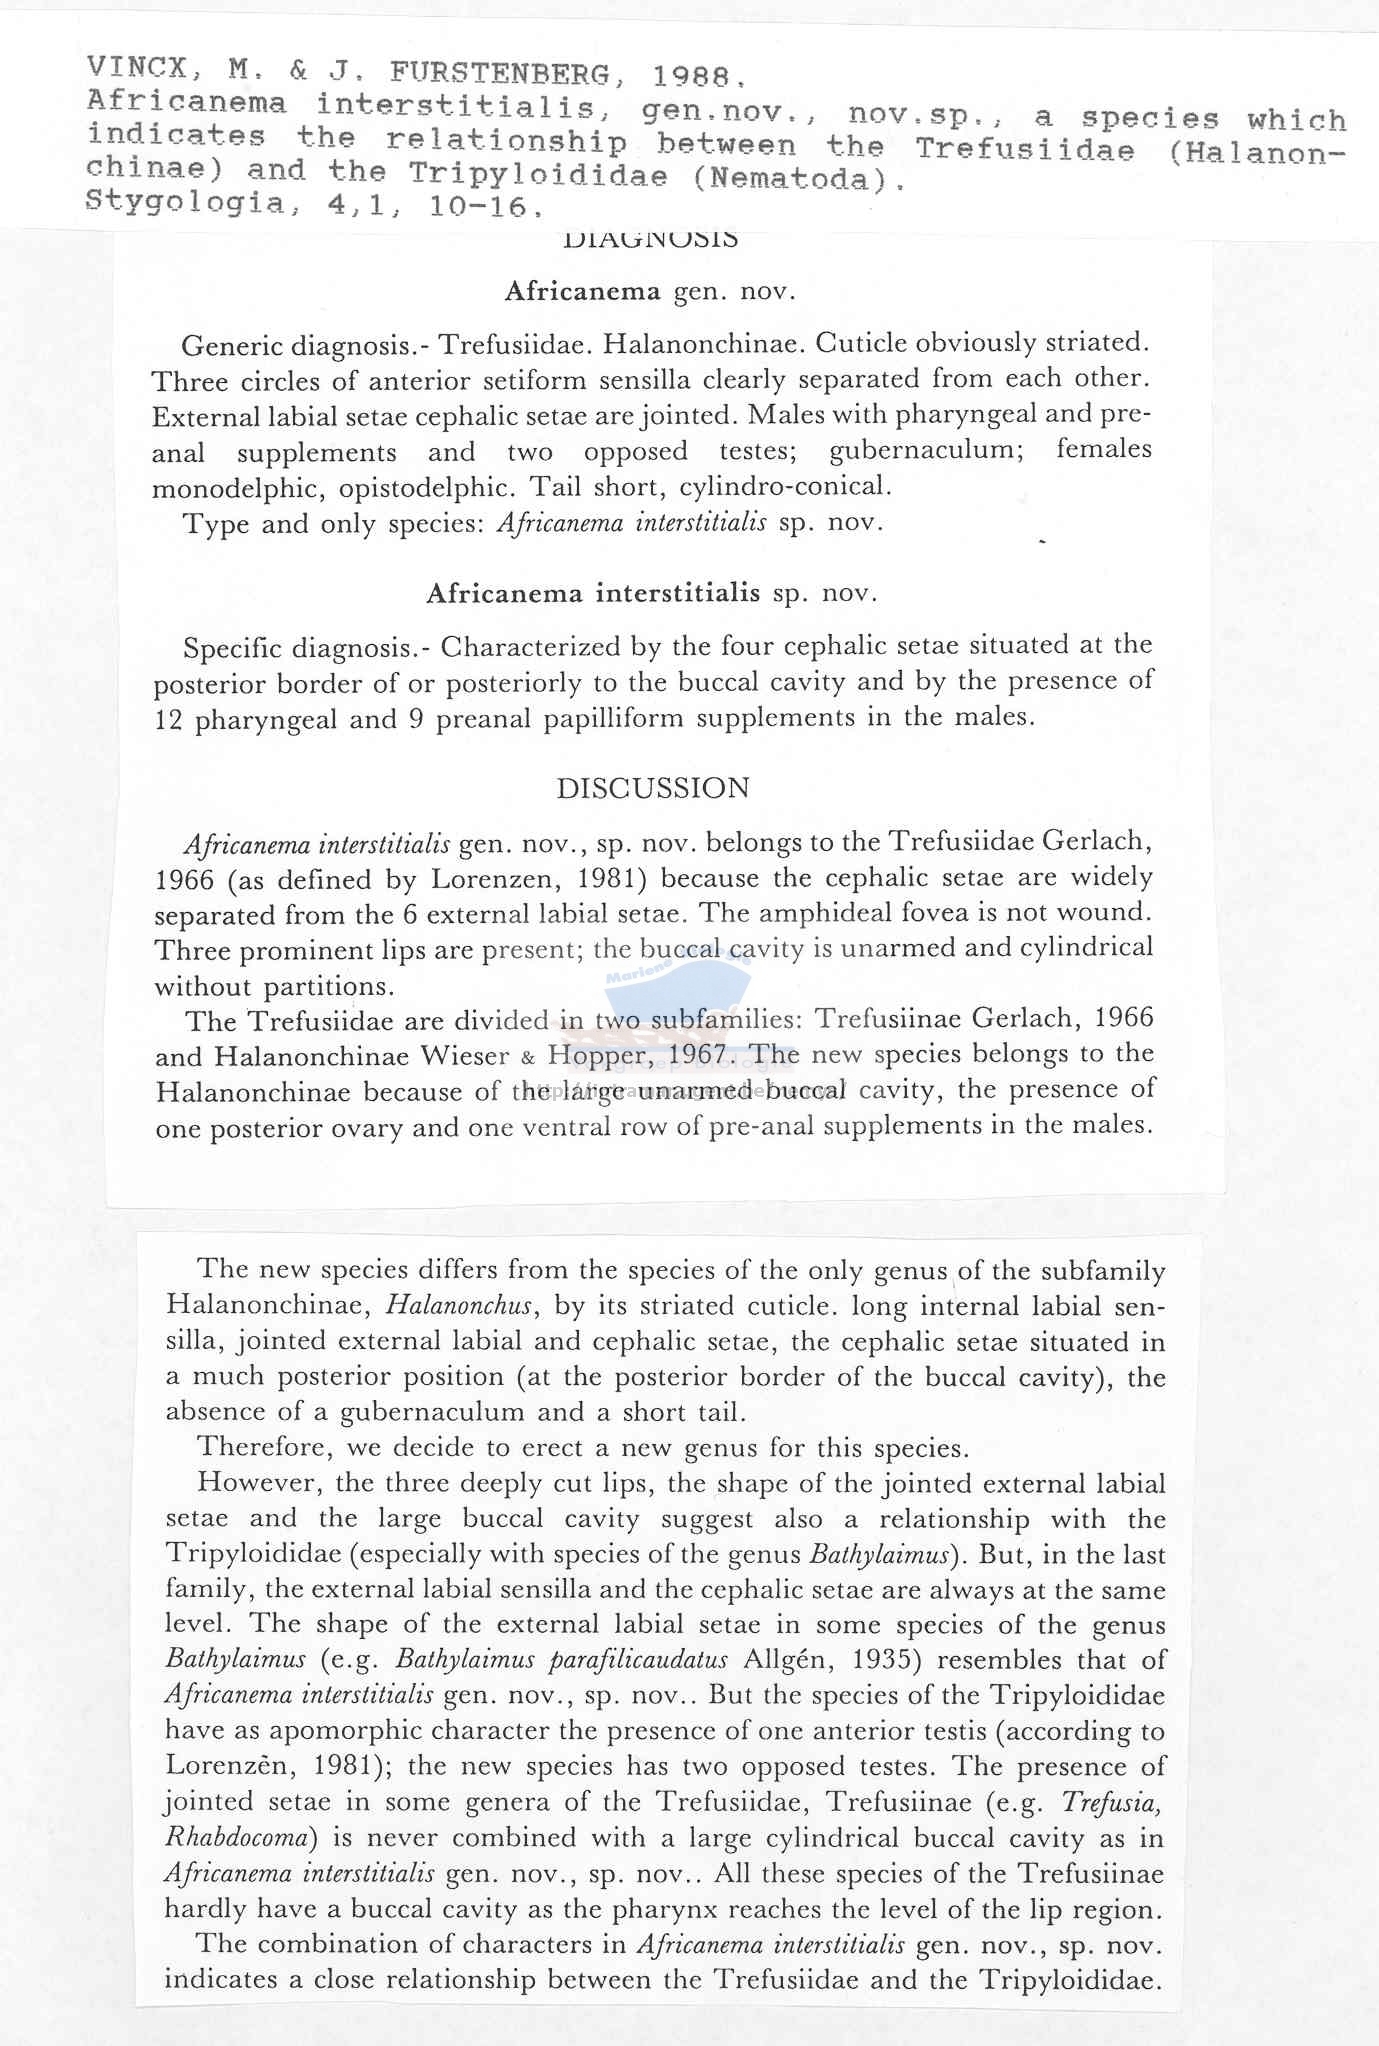 VINCX, M. & J. FURSTENBERG, 1988.
Africanema interstitialis, gen.nov., nov.sp., a species which
indicates the relationship between the Trefusiidae (Halanon-
chinae) and the Tripyloididae (Nematoda).
Stygologia, 4,1, 10-16.
DIAGNOSIS
Africanema gen. nov.
Generic diagnosis.- Trefusiidae. Halanonchinae. Cuticle obviously striated.
Three circles of anterior setiform sensilla clearly separated from each other.
External labial setae cephalic setae are jointed. Males with pharyngeal and pre-
anal supplements and two opposed testes; gubernaculum; females
monodelphic, opistodelphic. Tail short, cylindro-conical.
Type and only species: Africanema interstitialis sp. nov.
Africanema interstitialis sp. nov.
Specific diagnosis.- Characterized by the four cephalic setae situated at the
posterior border of or posteriorly to the buccal cavity and by the presence of
12 pharyngeal and 9 preanal papilliform supplements in the males.
DISCUSSION
Africanema interstitialis gen. nov., sp. nov. belongs to the Trefusiidae Gerlach,
1966 (as defined by Lorenzen, 1981) because the cephalic setae are widely
separated from the 6 external labial setae. The amphideal fovea is not wound.
Three prominent lips are present; the buccal cavity is unarmed and cylindrical
without partitions.
The Trefusiidae are divided in two subfamilies: Trefusiinae Gerlach, 1966
and Halanonchinae Wieser & Hopper, 1967. The new species belongs to the
Halanonchinae because of the large unarmed buccal cavity, the presence of
one posterior ovary and one ventral row of pre-anal supplements in the males.
The new species differs from the species of the only genus of the subfamily
Halanonchinae, Halanonchus, by its striated cuticle. long internal labial sen-
silla, jointed external labial and cephalic setae, the cephalic setae situated in
a much posterior position (at the posterior border of the buccal cavity), the
absence of a gubernaculum and a short tail.
Therefore, we decide to erect a new genus for this species.
However, the three deeply cut lips, the shape of the jointed external labial
setae and the large buccal cavity suggest also a relationship with the
Tripyloididae (especially with species of the genus Bathylaimus). But, in the last
family, the external labial sensilla and the cephalic setae are always at the same
level. The shape of the external labial setae in some species of the genus
Bathylaimus (e.g. Bathylaimus parafilicaudatus Allgén, 1935) resembles that of
Africanema interstitialis gen. nov., sp. nov.. But the species of the Tripyloididae
have as apomorphic character the presence of one anterior testis (according to
Lorenzèn, 1981); the new species has two opposed testes. The presence of
jointed setae in some genera of the Trefusiidae, Trefusiinae (e.g. Trefusia,
Rhabdocoma) is never combined with a large cylindrical buccal cavity as in
Africanema interstitialis gen. nov., sp. nov.. All these species of the Trefusiinae
hardly have a buccal cavity as the pharynx reaches the level of the lip region.
The combination of characters in Africanema interstitialis gen. nov., sp. nov.
indicates a close relationship between the Trefusiidae and the Tripyloididae.